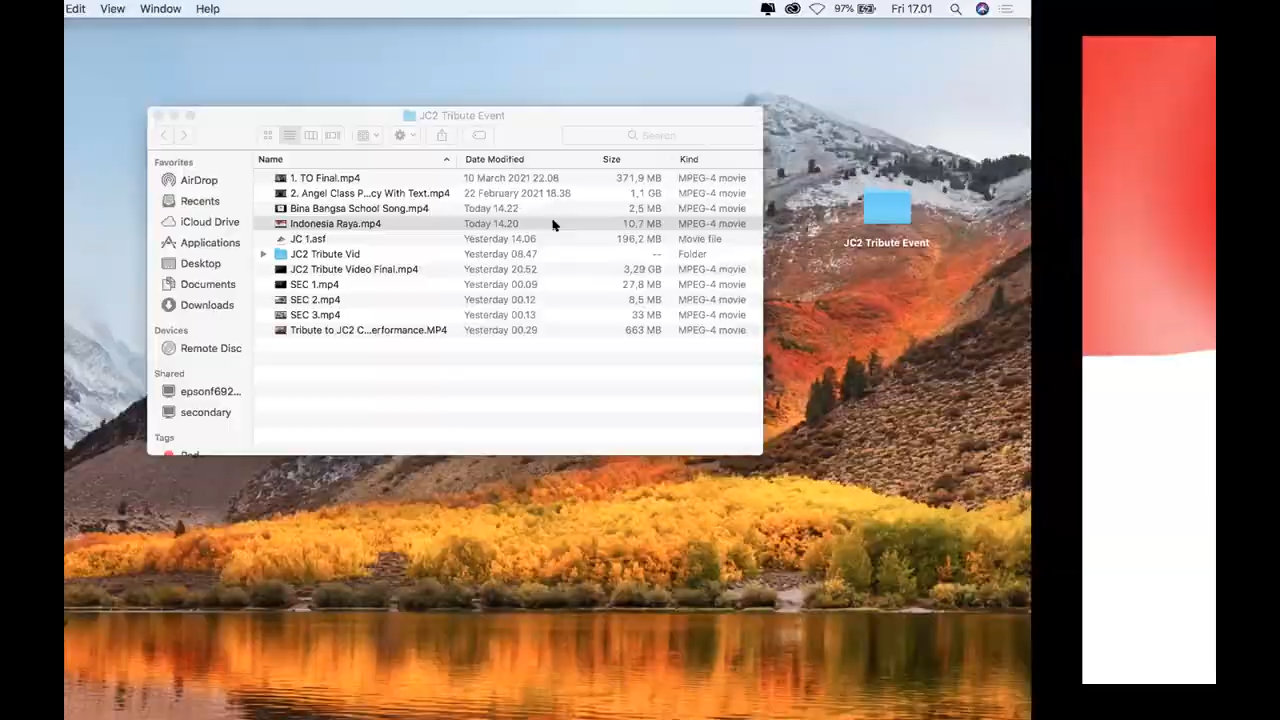 Edit View Window Help 97% Fri 17.01
JC2 Tribute Event
Search
Favorites
AirDrop
Recents
iCloud Drive
Applications
Desktop
Documents
Downloads
Devices
Remote Disc
Shared
epsonf692...
secondary
Tags
Red
Name Date Modified Size Kind
1. TO Final.mp4 10 March 2021 22.08 371,9 MB MPEG-4 movie
2. Angel Class P...cy With Text.mp4 22 February 2021 18.38 1,1 GB MPEG-4 movie
Bina Bangsa School Song.mp4 Today 14.22 2,5 MB MPEG-4 movie
Indonesia Raya.mp4 Today 14.20 10,7 MB MPEG-4 movie
JC 1.asf Yesterday 14.06 196,2 MB Movie file
JC2 Tribute Vid Yesterday 08.47 -- Folder
JC2 Tribute Video Final.mp4 Yesterday 20.52 3,29 GB MPEG-4 movie
SEC 1.mp4 Yesterday 00.09 27,8 MB MPEG-4 movie
SEC 2.mp4 Yesterday 00.12 8,5 MB MPEG-4 movie
SEC 3.mp4 Yesterday 00.13 33 MB MPEG-4 movie
Tribute to JC2 C...erformance.MP4 Yesterday 00.29 663 MB MPEG-4 movie
JC2 Tribute Event